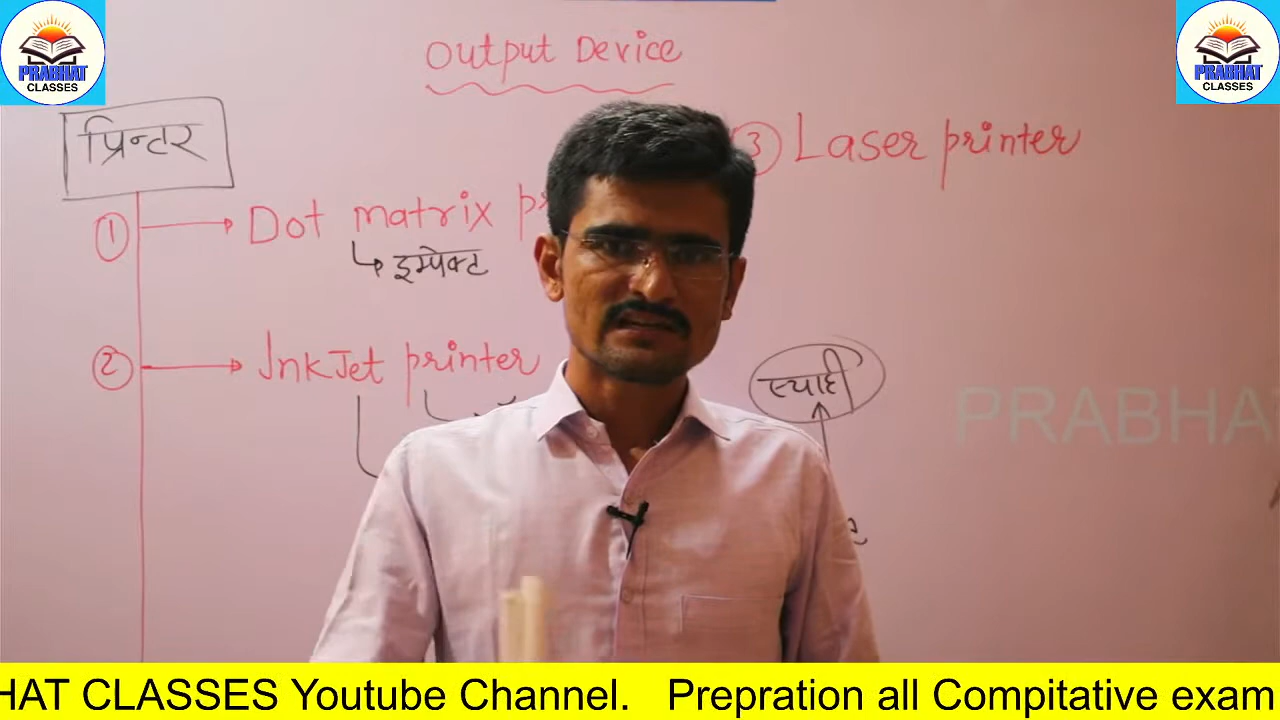 PRABHAT
CLASSES
PRABHAT
CLASSES
Output Device
प्रिन्टर
① Dot matrix
इम्पेक्ट
② InkJet printer
③ Laser printer
स्याही
PRABHA
HAT CLASSES Youtube Channel. Prepration all Compitative exam